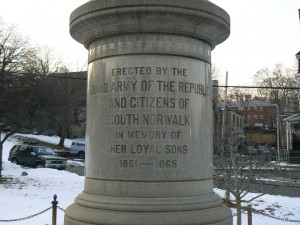 ERECTED BY THE
GRAND ARMY OF THE REPUBLIC
AND CITIZENS OF
SOUTH NORWALK
IN MEMORY OF
HER LOYAL SONS
1861—1865